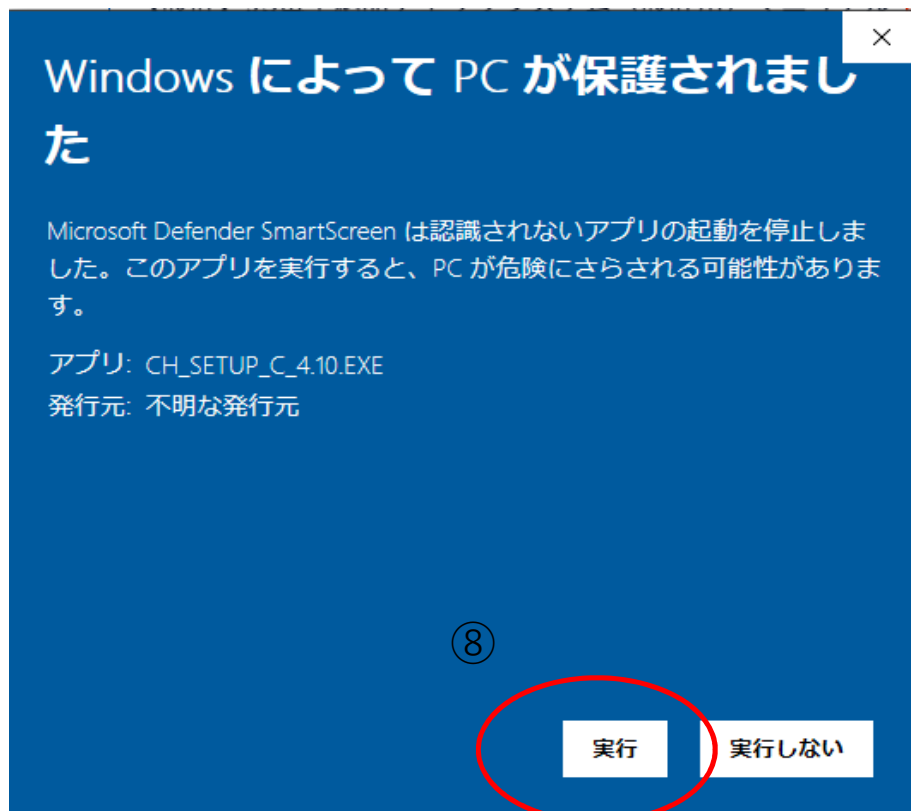 Windows によって PC が保護されまし
た
Microsoft Defender SmartScreen は認識されないアプリの起動を停止しま
した。このアプリを実行すると、PC が危険にさらされる可能性がありま
す。
アプリ: CH_SETUP_C_4.10.EXE
発行元: 不明な発行元
⑧
実行 実行しない